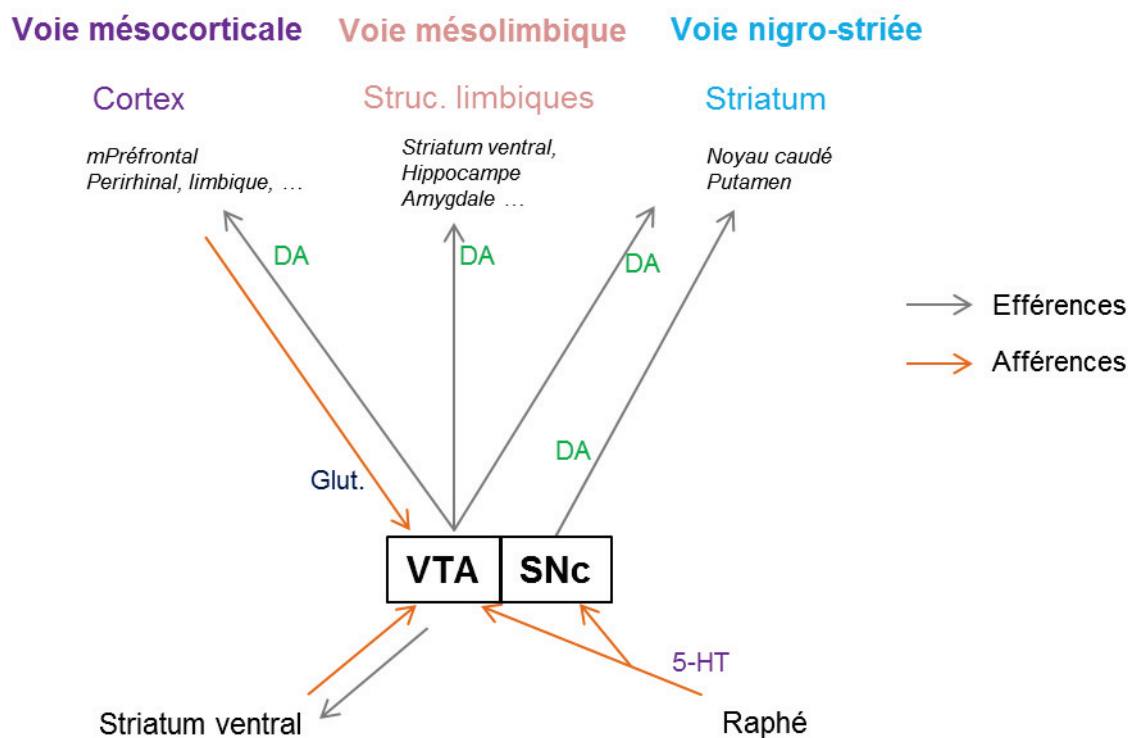 Voie mésocorticale
Voie mésolimbique
Voie nigro-striée
Cortex
Struc. limbiques
Striatum
mPréfrontal
Perirhinal, limbique, …
Striatum ventral,
Hippocampe
Amygdale …
Noyau caudé
Putamen
DA
DA
DA
Efférences
Afférences
DA
Glut.
VTA
SNc
5-HT
Striatum ventral
Raphé